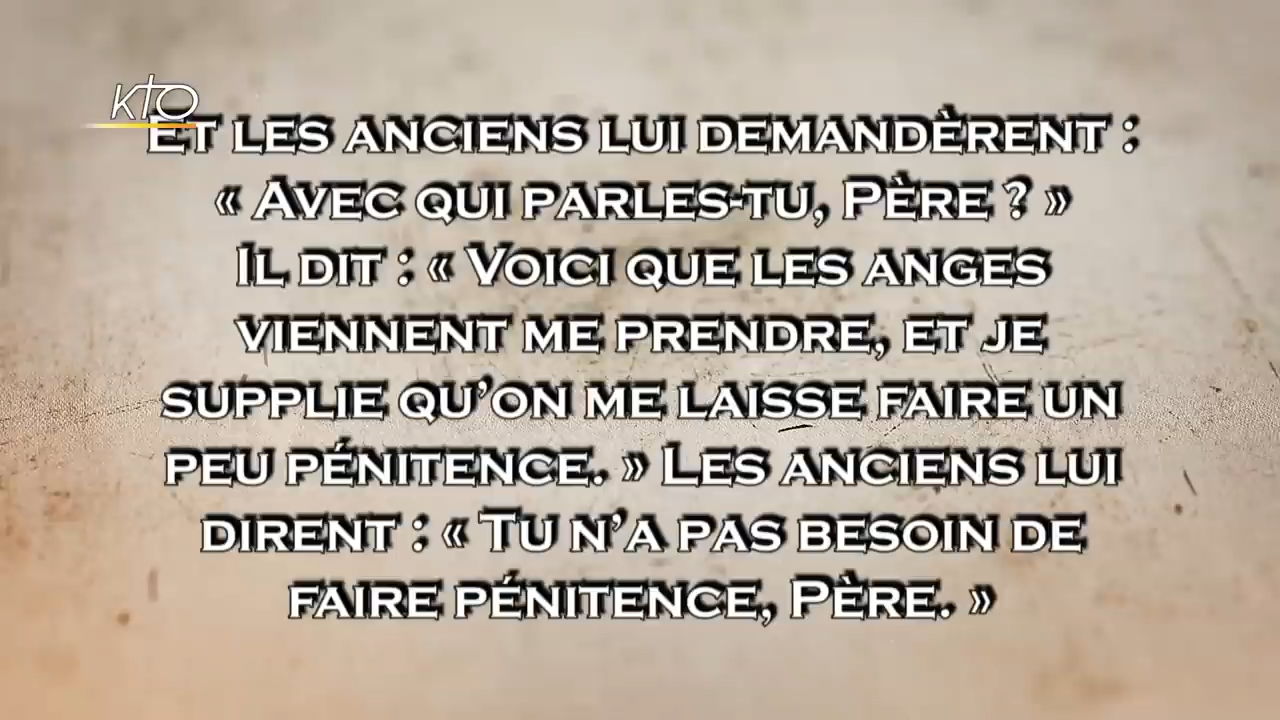 KTO
Et les anciens lui demandèrent :
« Avec qui parles-tu, Père ? »
Il dit : « Voici que les anges
viennent me prendre, et je
supplie qu’on me laisse faire un
peu pénitence. » Les anciens lui
dirent : « Tu n’a pas besoin de
faire pénitence, Père. »